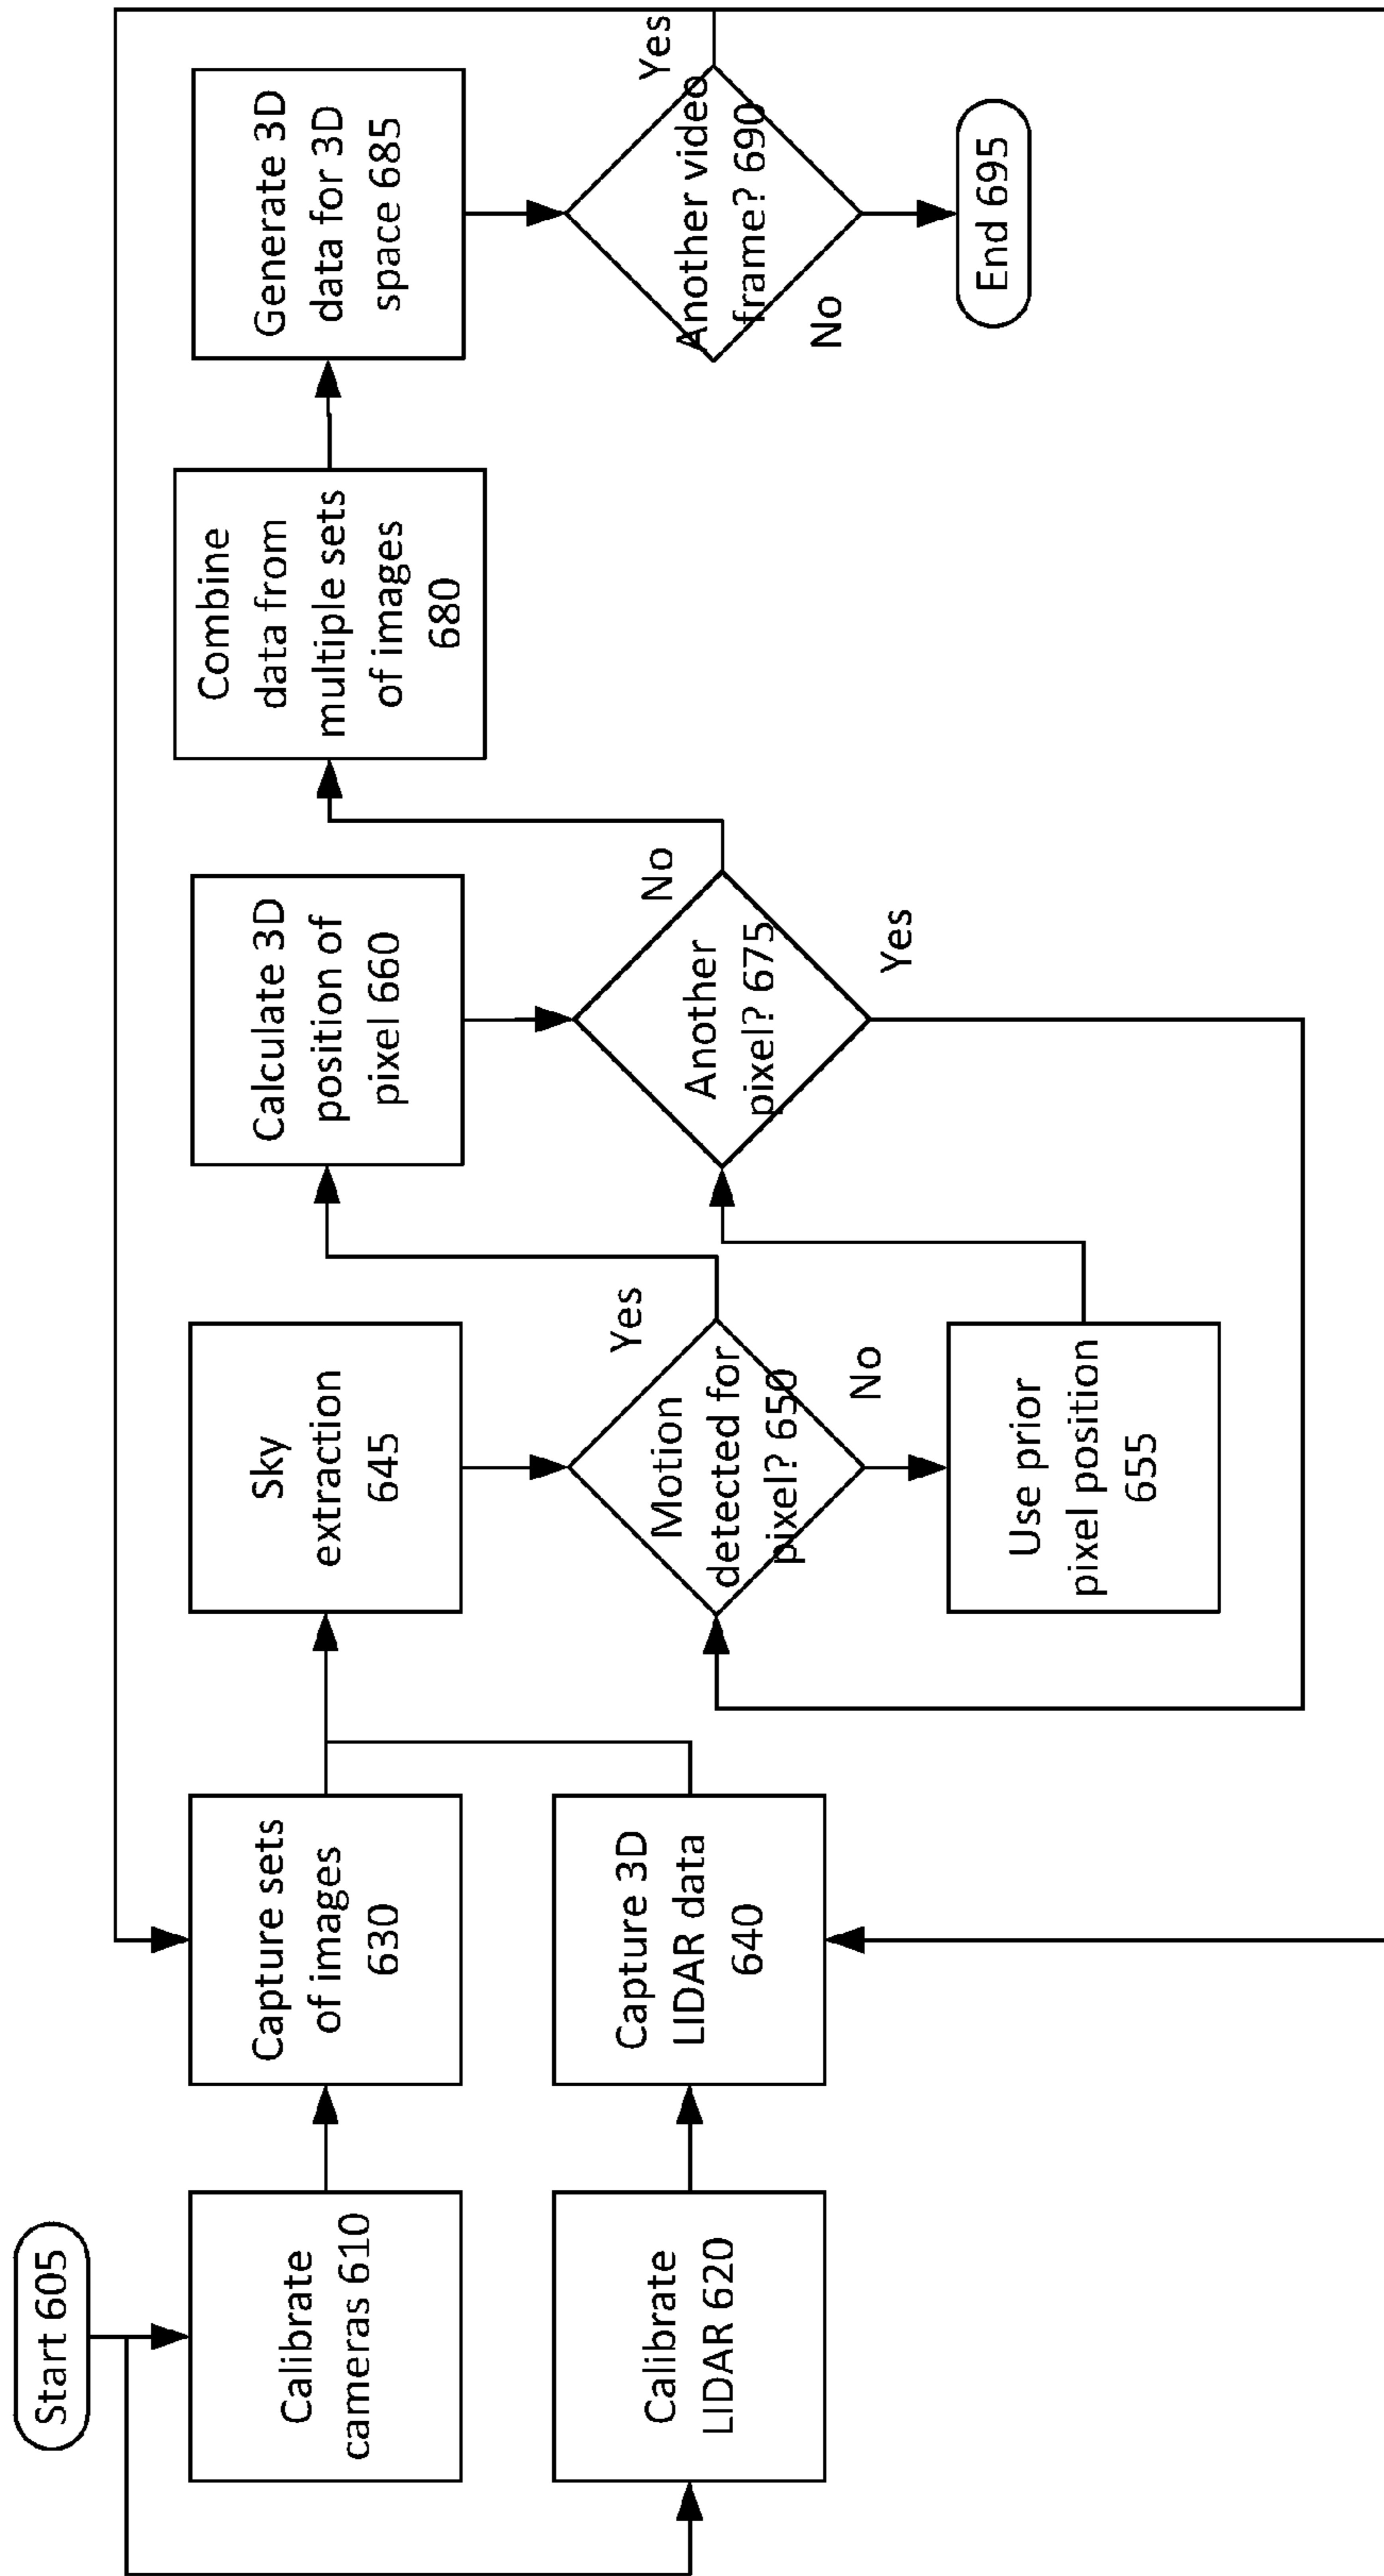 Start 605
Calibrate
cameras 610
Calibrate
LIDAR 620
Capture sets
of images
630
Capture 3D
LIDAR data
640
Sky
extraction
645
Motion
detected for
pixel? 650
Yes
No
Use prior
pixel position
655
Calculate 3D
position of
pixel 660
Another
pixel? 675
No
Yes
Combine
data from
multiple sets
of images
680
Generate 3D
data for 3D
space 685
Another video
frame? 690
Yes
No
End 695